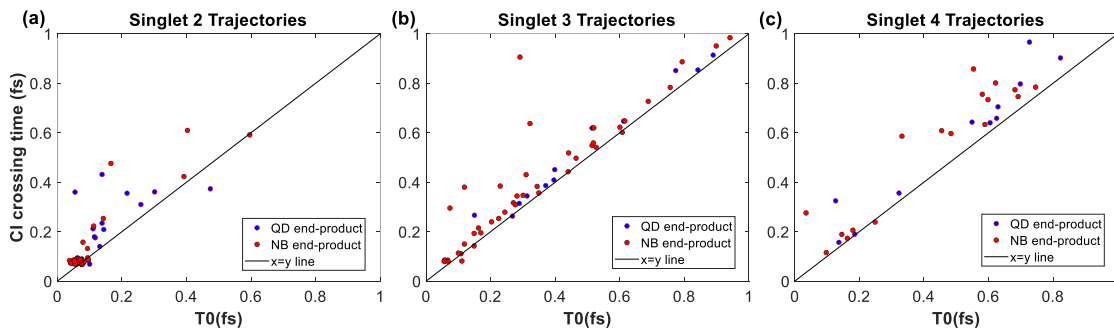 (a) Singlet 2 Trajectories
CI crossing time (fs)
1
0.8
0.6
0.4
0.2
0
0 0.2 0.4 0.6 0.8 1
T0(fs)
QD end-product
NB end-product
x=y line
(b) Singlet 3 Trajectories
1
0.8
0.6
0.4
0.2
0
0 0.2 0.4 0.6 0.8 1
T0(fs)
QD end-product
NB end-product
x=y line
(c) Singlet 4 Trajectories
1
0.8
0.6
0.4
0.2
0
0 0.2 0.4 0.6 0.8
T0(fs)
QD end-product
NB end-product
x=y line